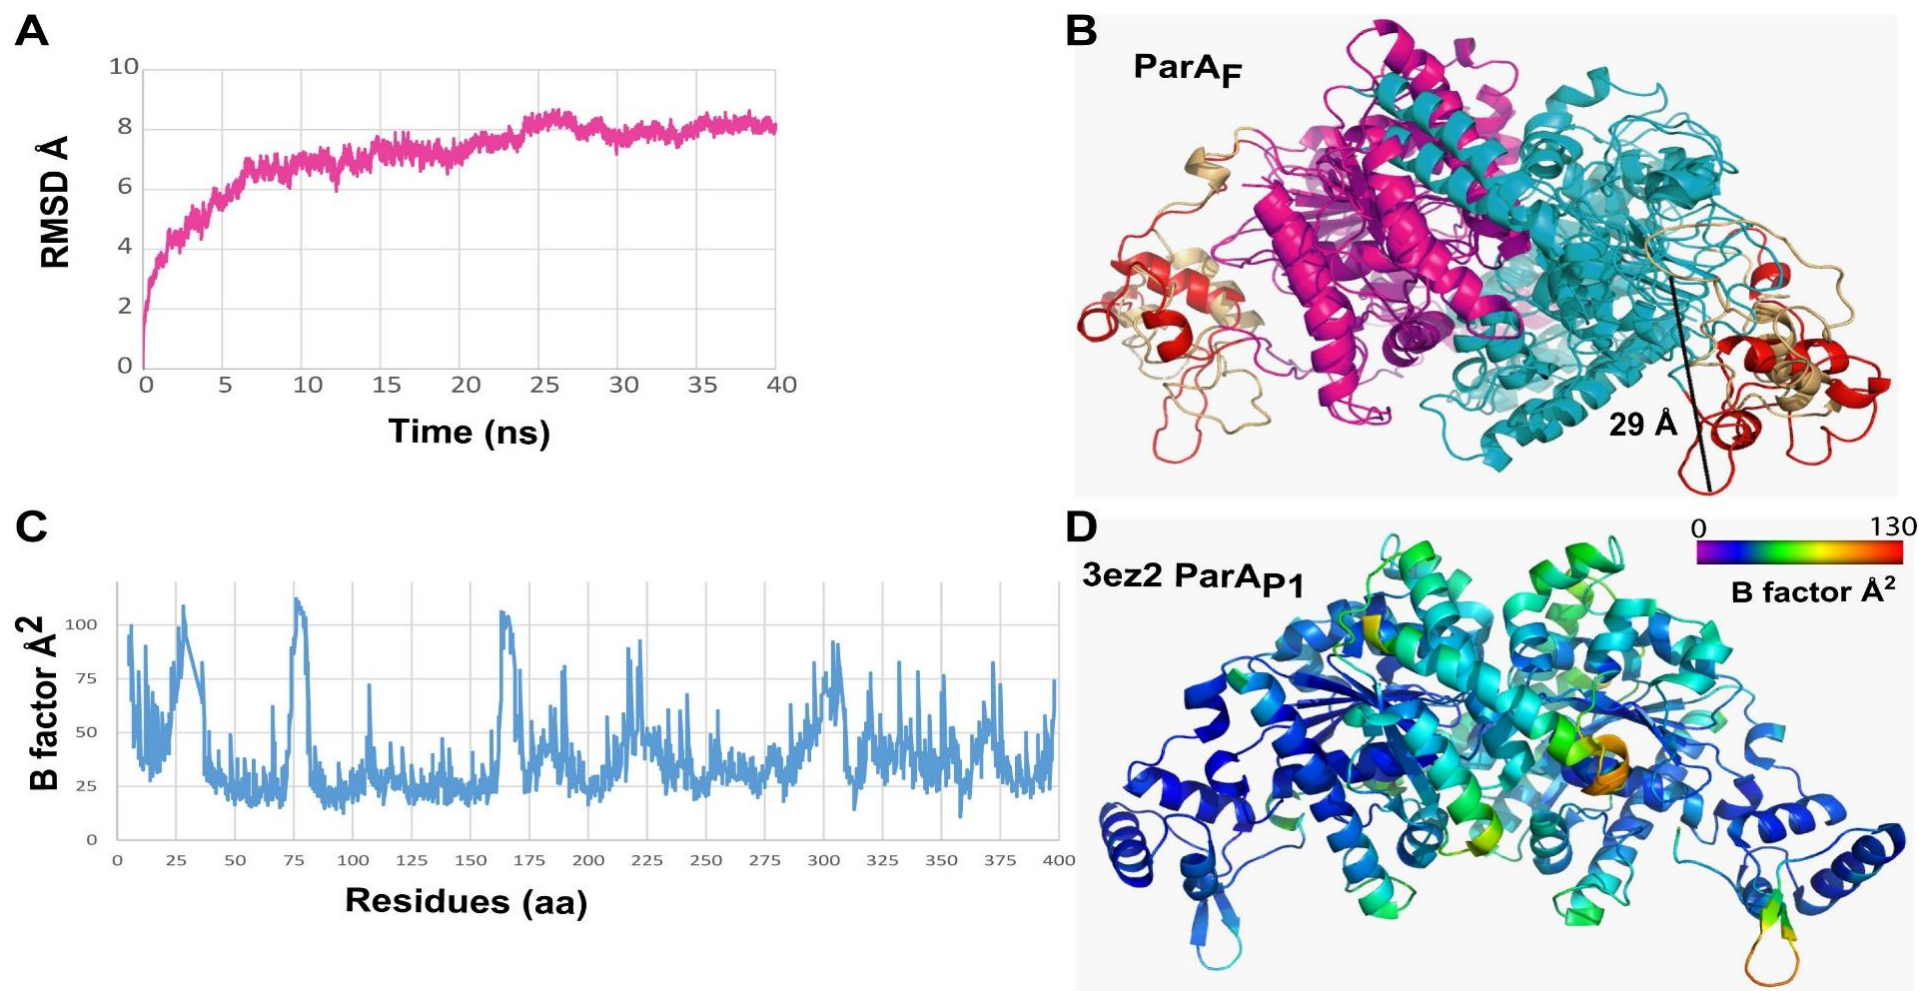 A
10
8
6
4
2
0
RMSD Å
0 5 10 15 20 25 30 35 40
Time (ns)
B
ParAF
29 Å
C
100
75
50
25
0
B factor Å²
0 25 50 75 100 125 150 175 200 225 250 275 300 325 350 375 400
Residues (aa)
D
3ez2 ParAP1
0 130
B factor Å²